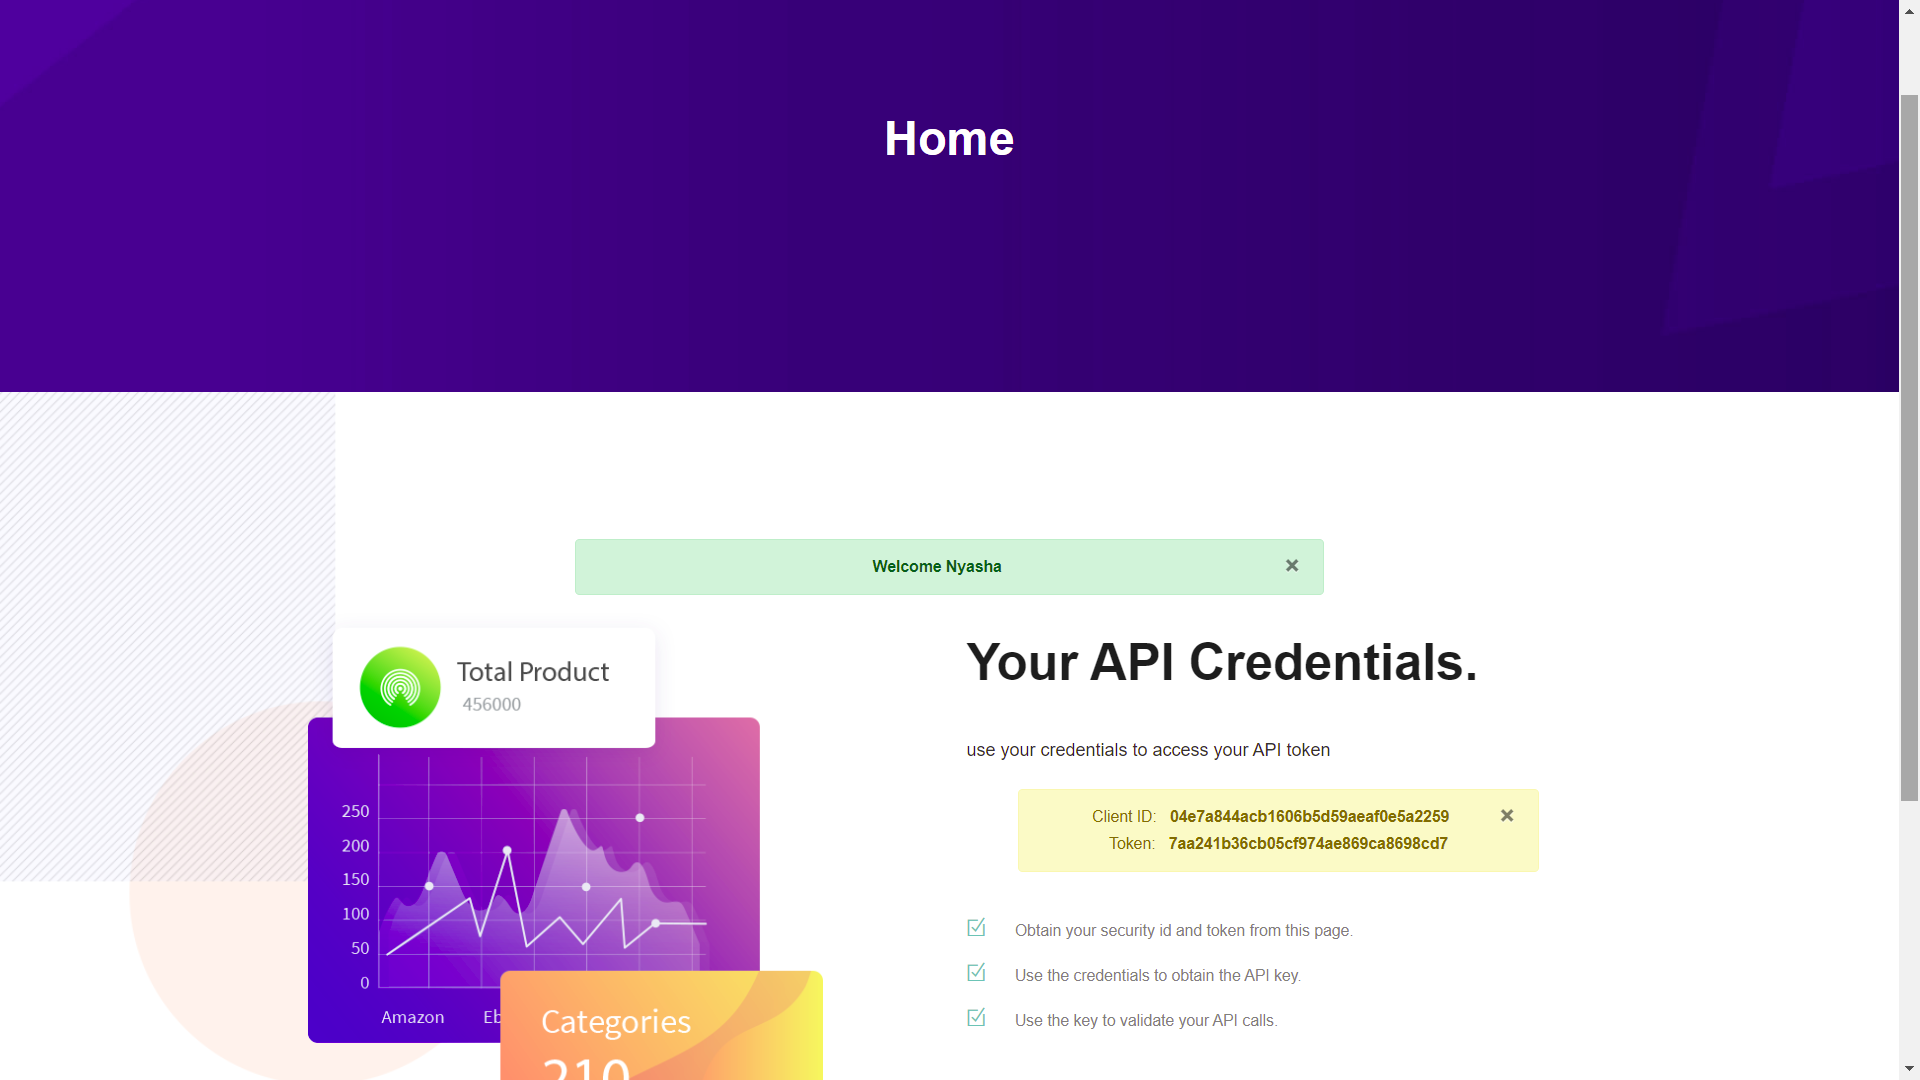 Home
Welcome Nyasha
×
Total Product
456000
250
200
150
100
50
0
Amazon
Categories
210
Your API Credentials.
use your credentials to access your API token
Client ID: 04e7a844acb1606b5d59aeaf0e5a2259
×
Token: 7aa241b36cb05cf974ae869ca8698cd7
Obtain your security id and token from this page.
Use the credentials to obtain the API key.
Use the key to validate your API calls.